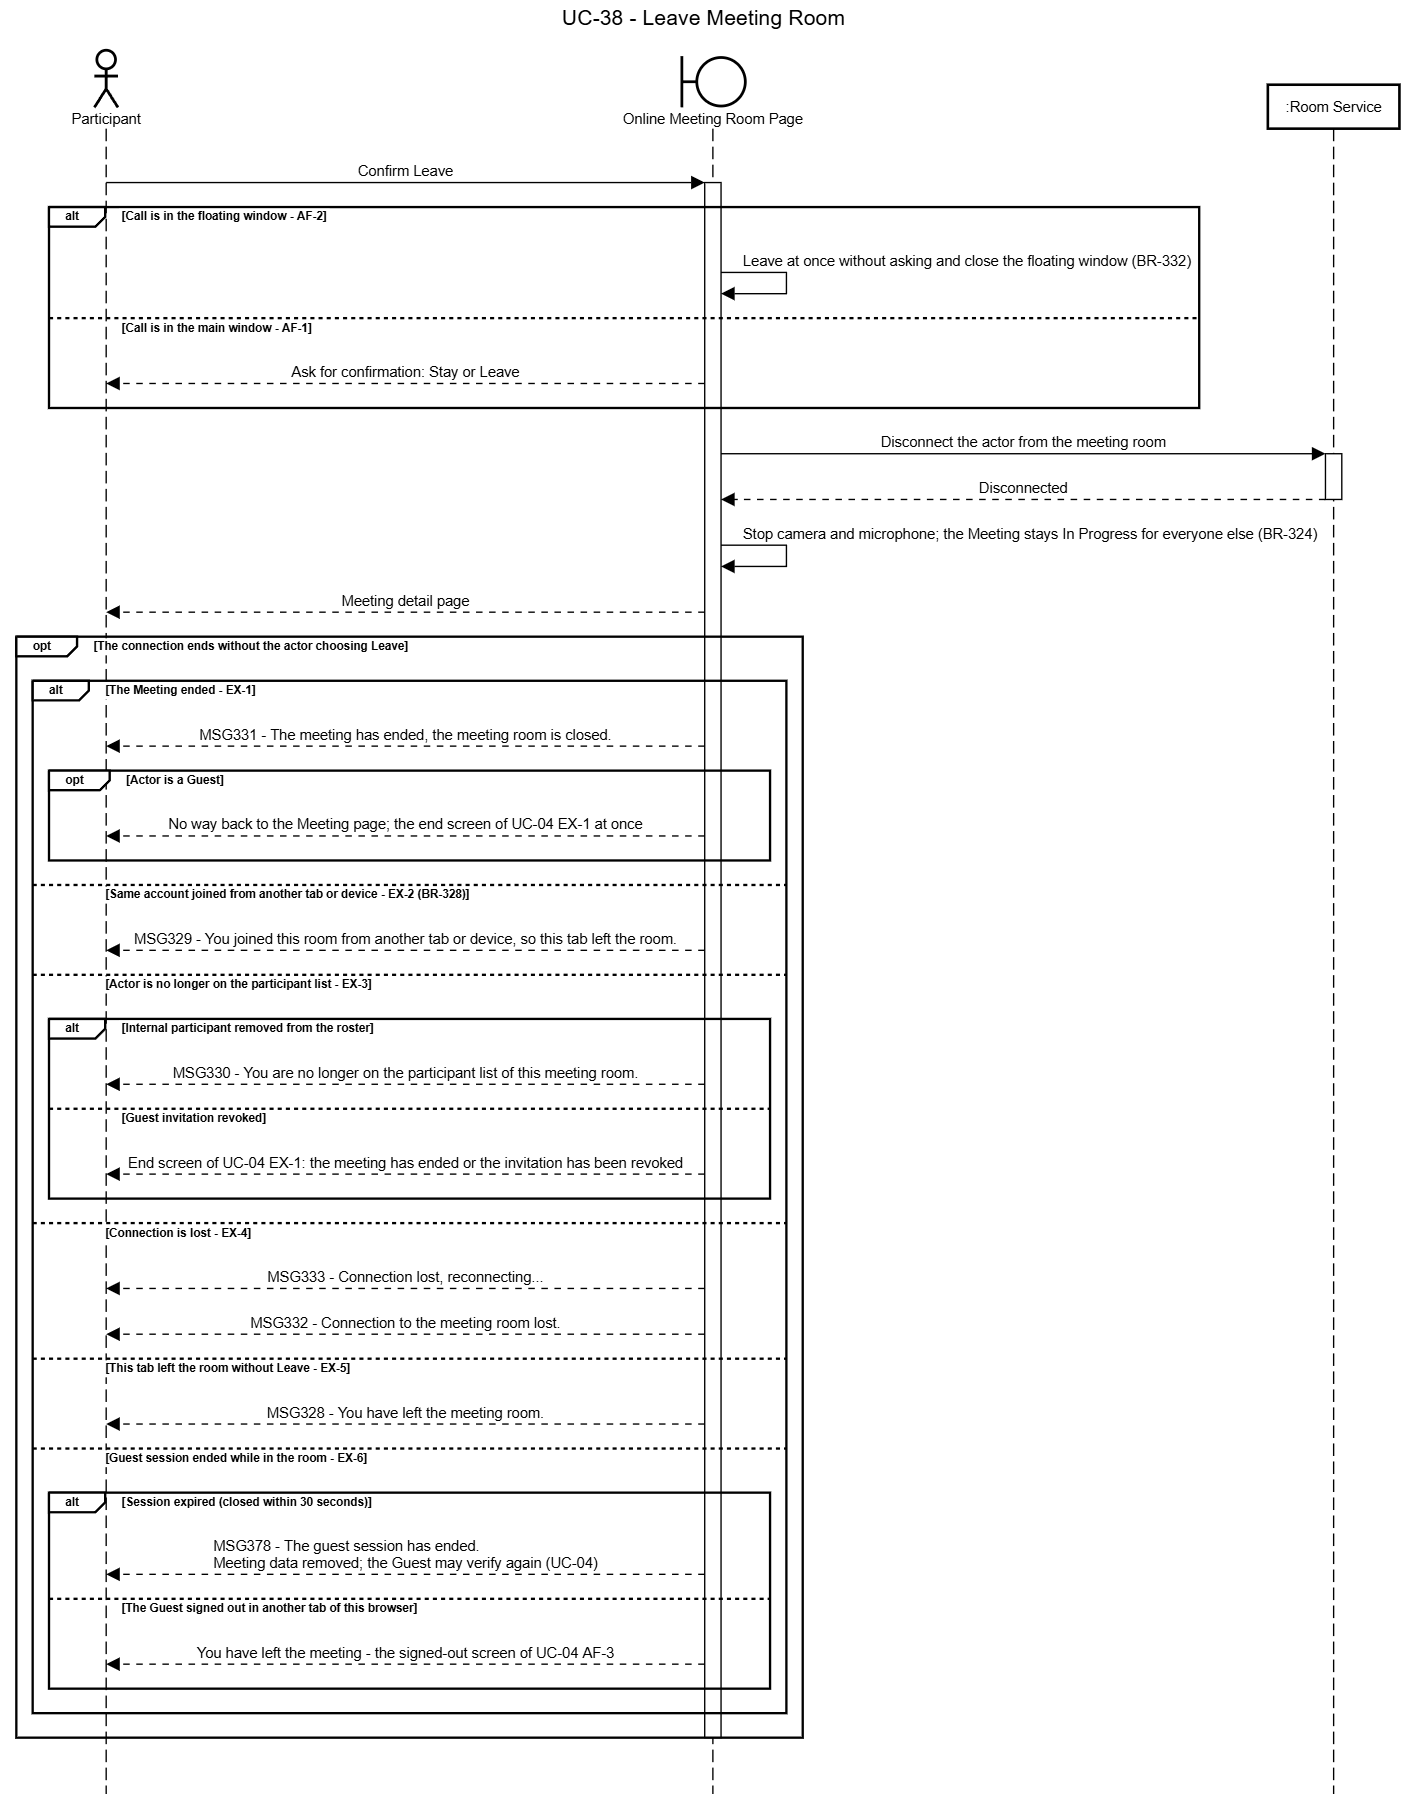 UC-38 - Leave Meeting Room
Participant
Online Meeting Room Page
:Room Service
Confirm Leave
alt
[Call is in the floating window - AF-2]
Leave at once without asking and close the floating window (BR-332)
[Call is in the main window - AF-1]
Ask for confirmation: Stay or Leave
Disconnect the actor from the meeting room
Disconnected
Stop camera and microphone; the Meeting stays In Progress for everyone else (BR-324)
Meeting detail page
opt
[The connection ends without the actor choosing Leave]
alt
[The Meeting ended - EX-1]
MSG331 - The meeting has ended, the meeting room is closed.
opt
[Actor is a Guest]
No way back to the Meeting page; the end screen of UC-04 EX-1 at once
[Same account joined from another tab or device - EX-2 (BR-328)]
MSG329 - You joined this room from another tab or device, so this tab left the room.
[Actor is no longer on the participant list - EX-3]
alt
[Internal participant removed from the roster]
MSG330 - You are no longer on the participant list of this meeting room.
[Guest invitation revoked]
End screen of UC-04 EX-1: the meeting has ended or the invitation has been revoked
[Connection is lost - EX-4]
MSG333 - Connection lost, reconnecting...
MSG332 - Connection to the meeting room lost.
[This tab left the room without Leave - EX-5]
MSG328 - You have left the meeting room.
[Guest session ended while in the room - EX-6]
alt
[Session expired (closed within 30 seconds)]
MSG378 - The guest session has ended.
Meeting data removed; the Guest may verify again (UC-04)
[The Guest signed out in another tab of this browser]
You have left the meeting - the signed-out screen of UC-04 AF-3